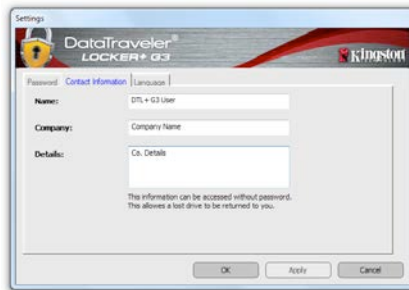 Settings
DataTraveler®
LOCKER+ G3
Kingston
Password Contact Information Language
Name: DTL+ G3 User
Company: Company Name
Details: Co. Details
This information can be accessed without password.
This allowes a lost drive to be returned to you.
OK Apply Cancel